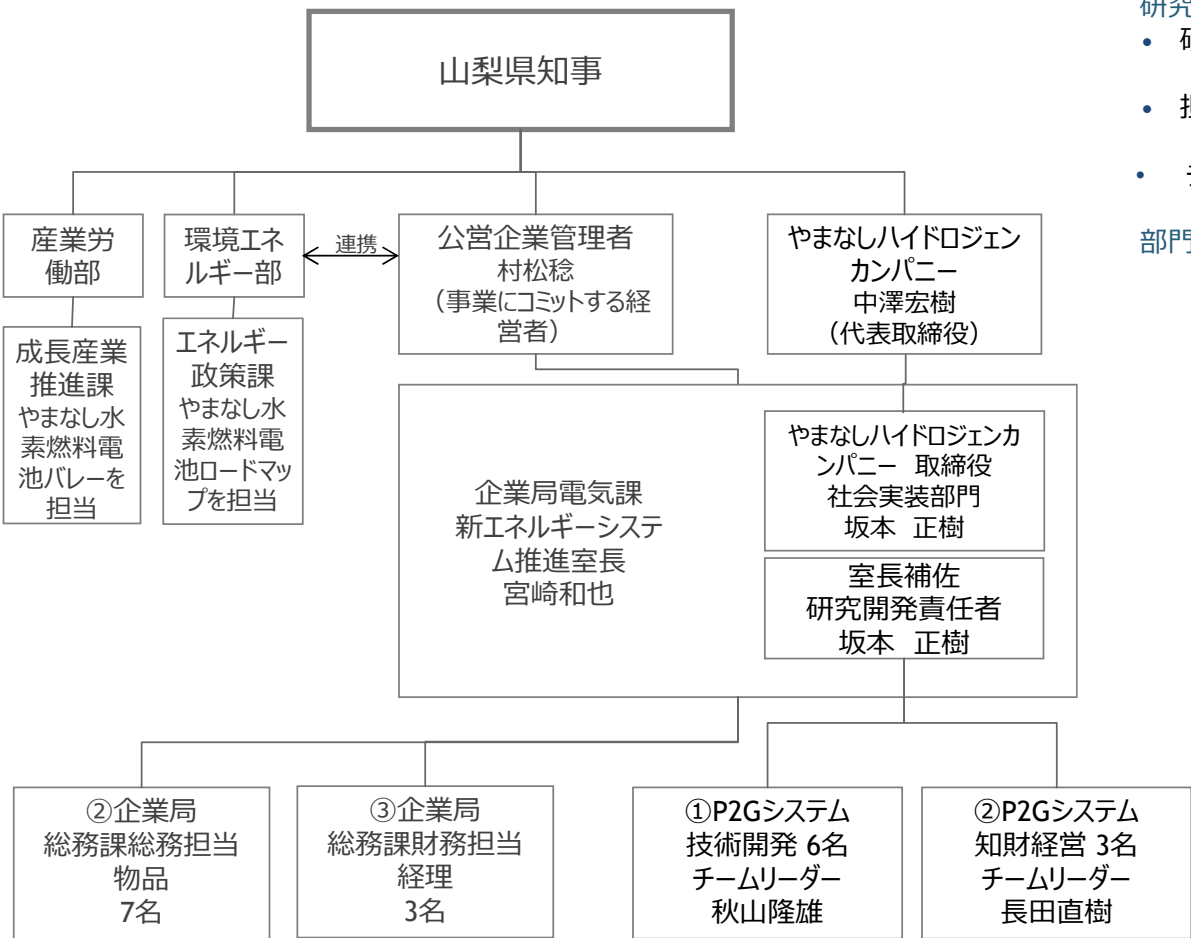 山梨県知事
研究
•
•
•
部門
産業労
働部
環境エネ
ルギー部
連携
公営企業管理者
村松稔
（事業にコミットする経
営者）
やまなしハイドロジェン
カンパニー
中澤宏樹
（代表取締役）
成長産業
推進課
やまなし水
素燃料電
池バレーを
担当
エネルギー
政策課
やまなし水
素燃料電
池ロードマッ
プを担当
企業局電気課
新エネルギーシステ
ム推進室長
宮崎和也
やまなしハイドロジェンカ
ンパニー 取締役
社会実装部門
坂本 正樹
室長補佐
研究開発責任者
坂本 正樹
②企業局
総務課総務担当
物品
7名
③企業局
総務課財務担当
経理
3名
①P2Gシステム
技術開発 6名
チームリーダー
秋山隆雄
②P2Gシステム
知財経営 3名
チームリーダー
長田直樹